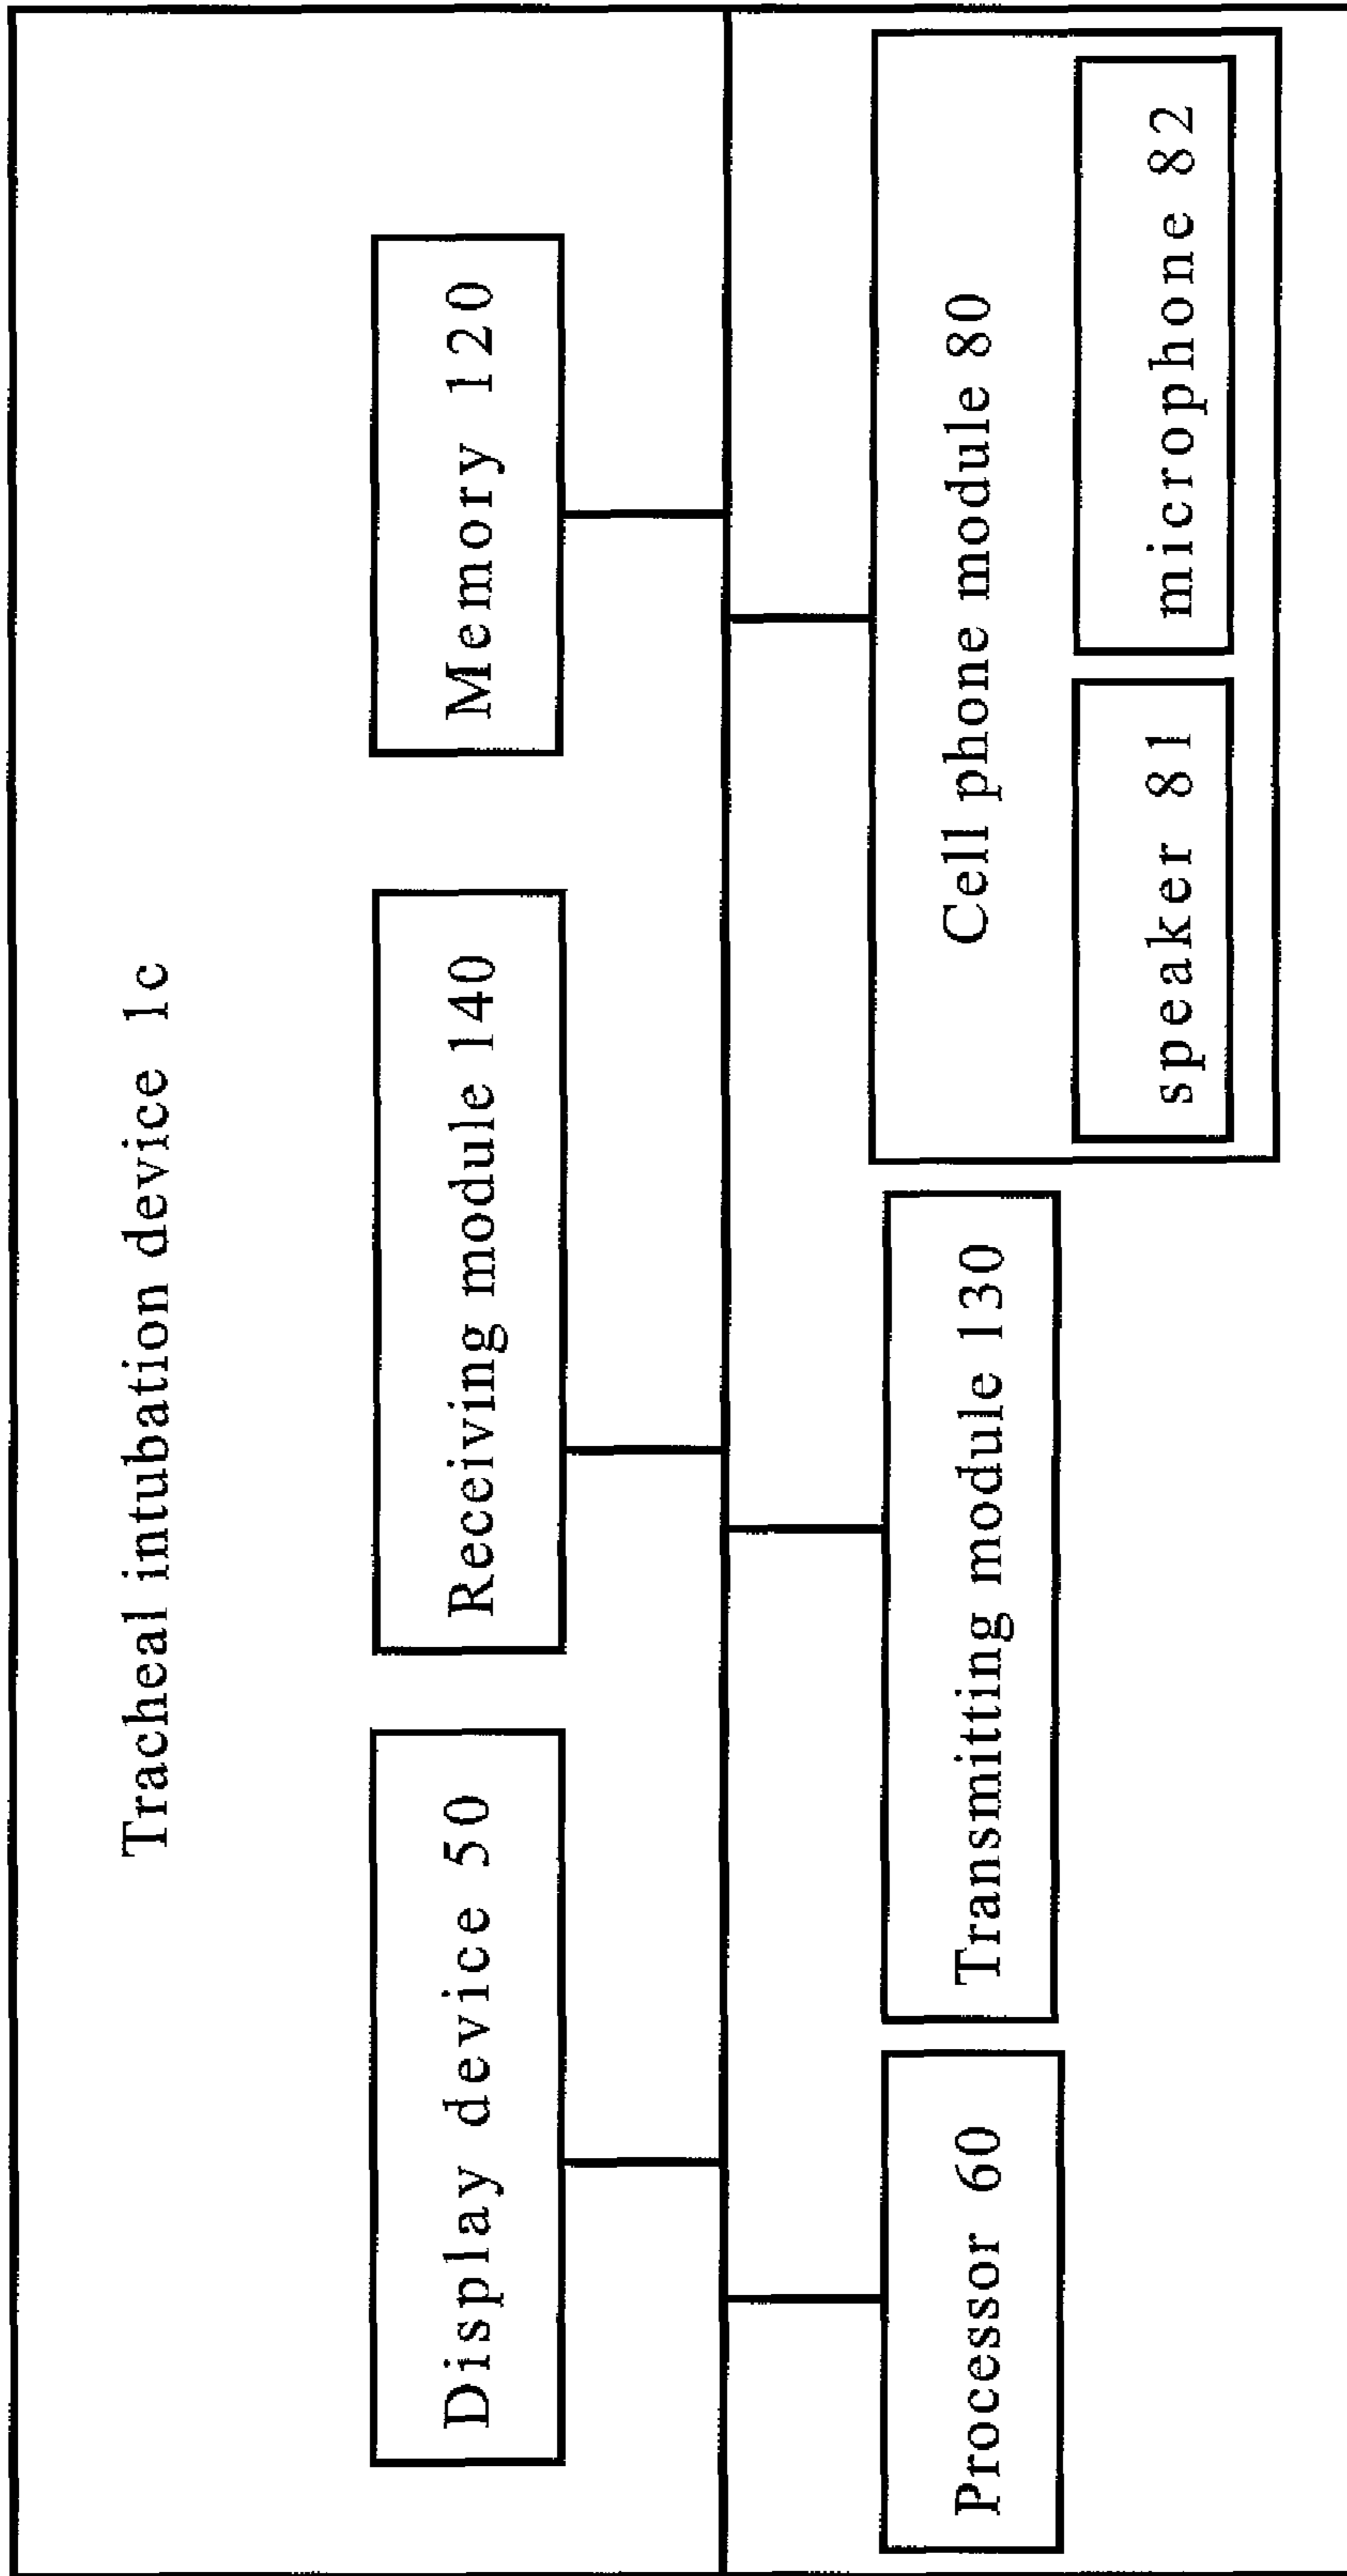 Tracheal intubation device 1c
Display device 50
Receiving module 140
Memory 120
Processor 60
Transmitting module 130
Cell phone module 80
speaker 81
microphone 82